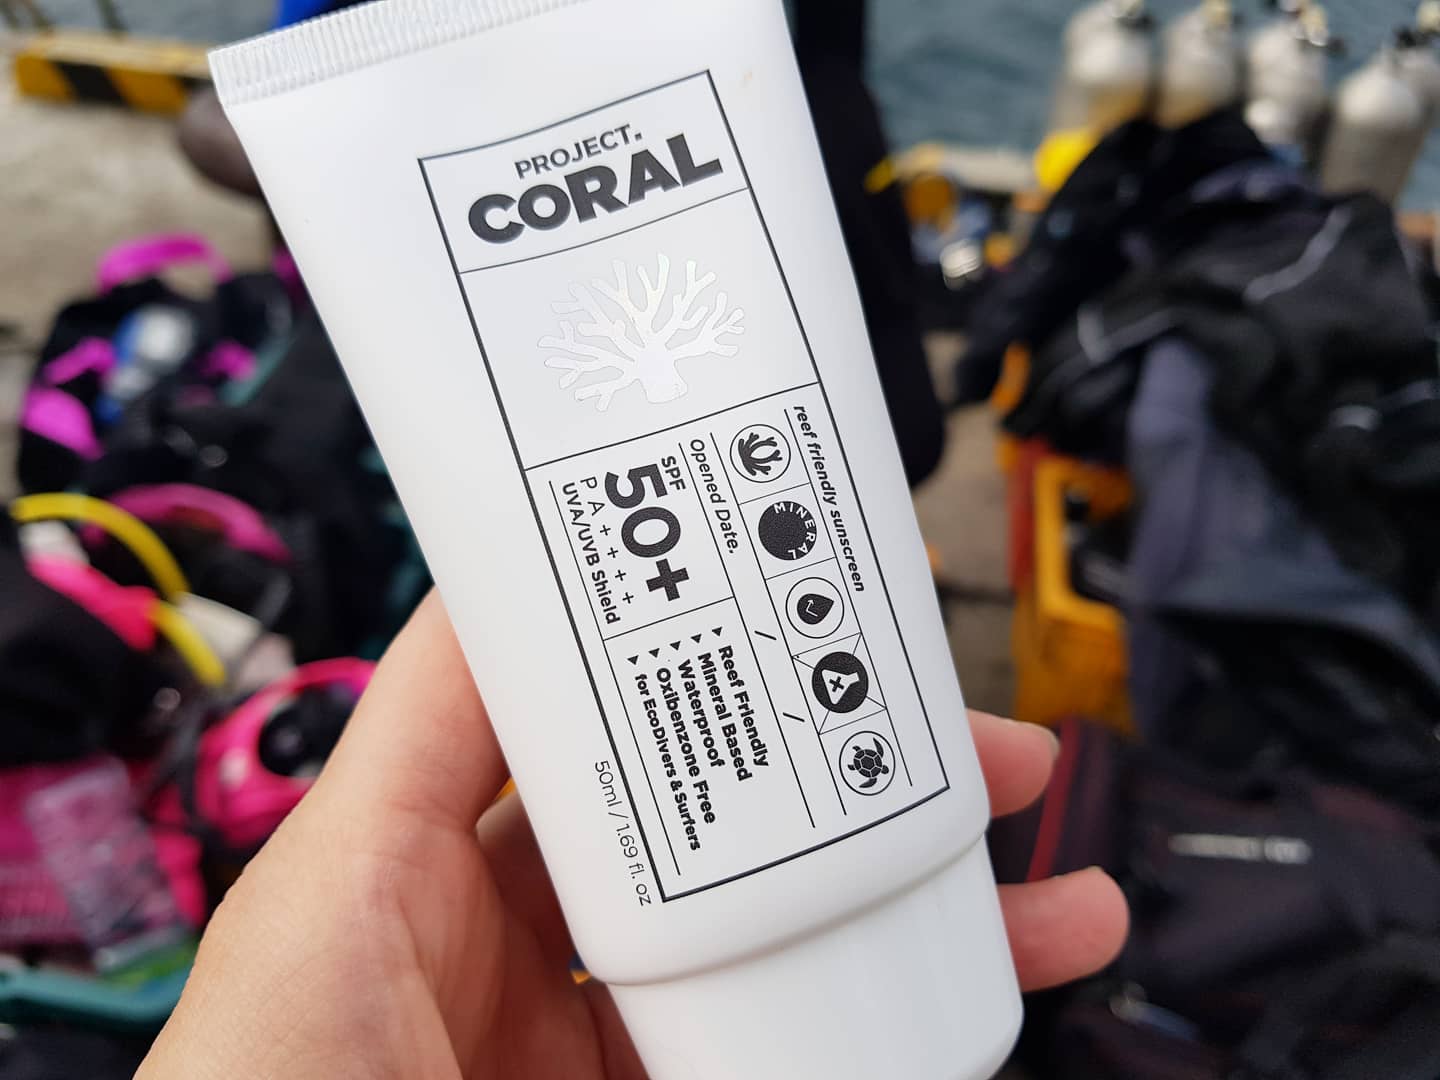 PROJECT.
CORAL
reef friendly sunscreen
MINERAL
Opened Date.
/ /
SPF
50+
PA++++
UVA/UVB Shield
▸ Reef Friendly
▸ Mineral Based
▸ Waterproof
▸ Oxibenzone Free
▸ for EcoDivers & Surfers
50ml / 1.69 fl. oz